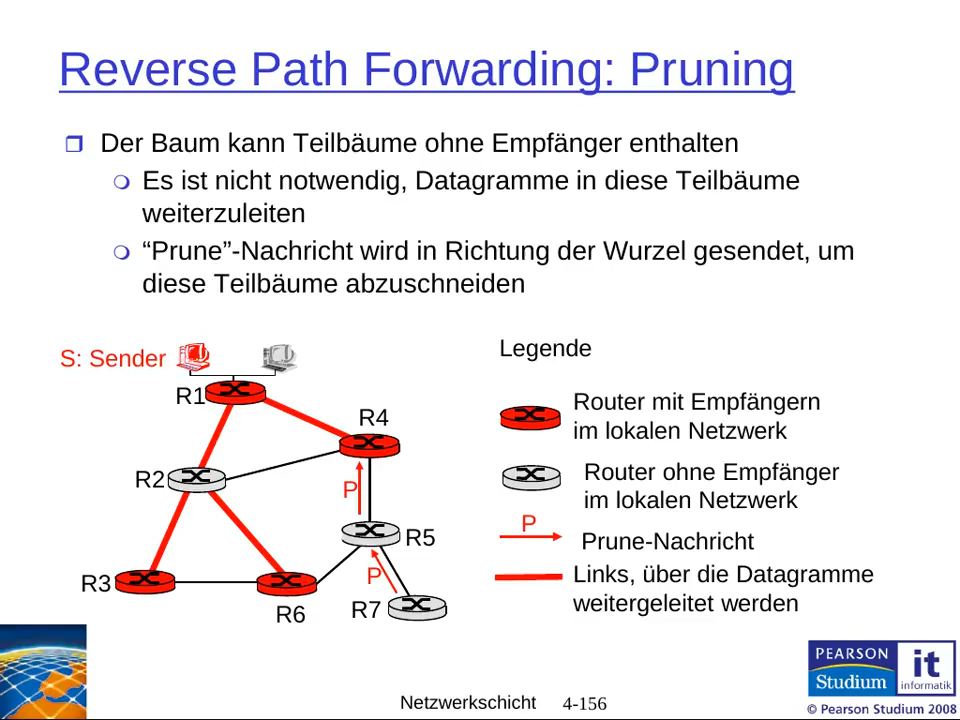 Reverse Path Forwarding: Pruning
Der Baum kann Teilbäume ohne Empfänger enthalten
Es ist nicht notwendig, Datagramme in diese Teilbäume
weiterzuleiten
“Prune”-Nachricht wird in Richtung der Wurzel gesendet, um
diese Teilbäume abzuschneiden
S: Sender
R1
R4
R2
P
R5
R3
P
R6
R7
Legende
Router mit Empfängern
im lokalen Netzwerk
Router ohne Empfänger
im lokalen Netzwerk
P
Prune-Nachricht
Links, über die Datagramme
weitergeleitet werden
PEARSON
Studium
it
informatik
© Pearson Studium 2008
Netzwerkschicht 4-156